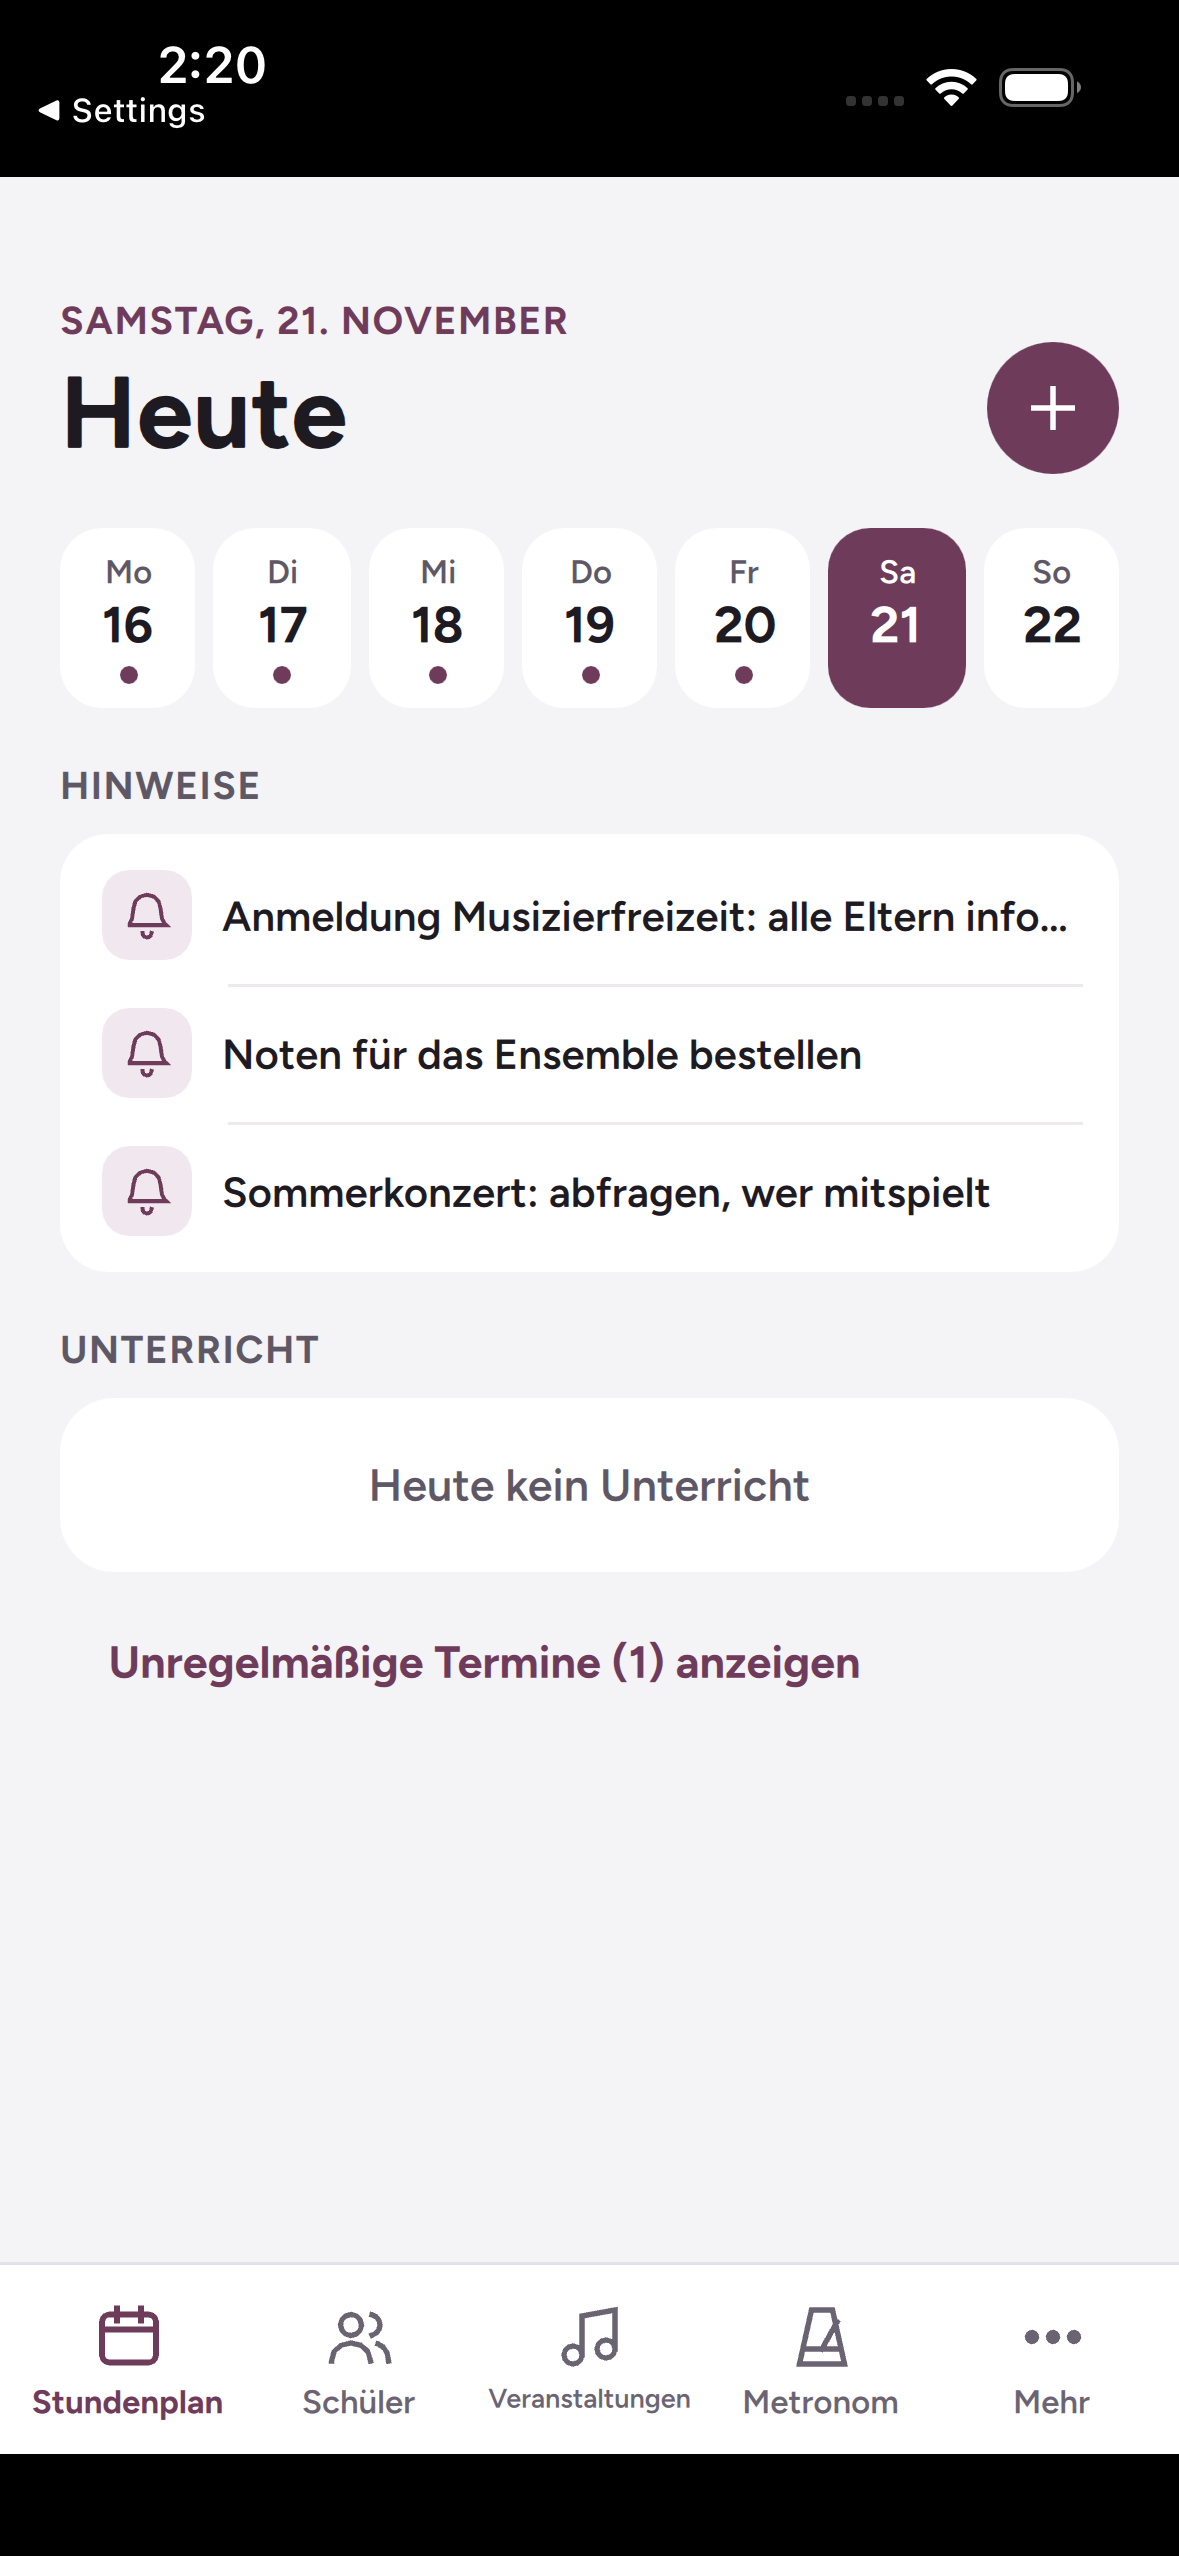 2:20
Settings
SAMSTAG, 21. NOVEMBER
Heute
Mo Di Mi Do Fr Sa So
16 17 18 19 20 21 22
HINWEISE
Anmeldung Musizierfreizeit: alle Eltern info...
Noten für das Ensemble bestellen
Sommerkonzert: abfragen, wer mitspielt
UNTERRICHT
Heute kein Unterricht
Unregelmäßige Termine (1) anzeigen
Stundenplan Schüler Veranstaltungen Metronom Mehr